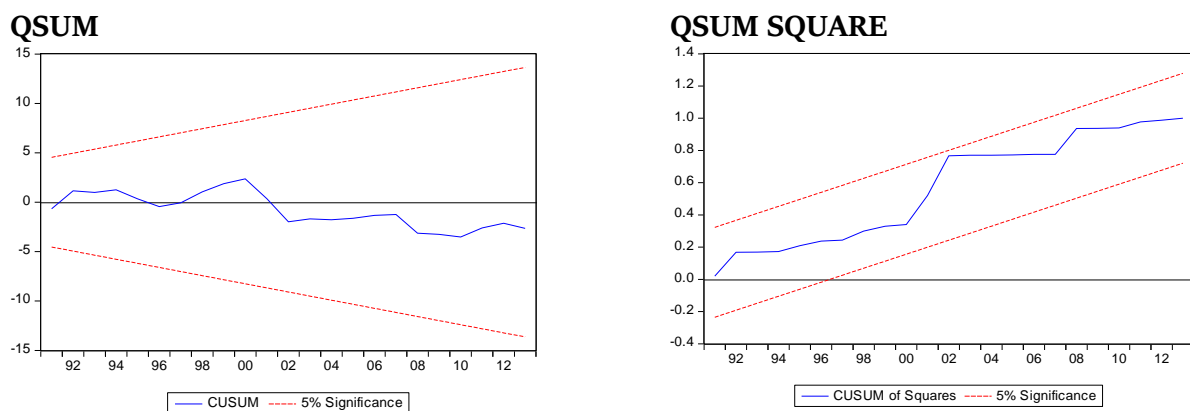 QSUM
15
10
5
0
-5
-10
-15
92 94 96 98 00 02 04 06 08 10 12
CUSUM 5% Significance
QSUM SQUARE
1.4
1.2
1.0
0.8
0.6
0.4
0.2
0.0
-0.2
-0.4
92 94 96 98 00 02 04 06 08 10 12
CUSUM of Squares 5% Significance